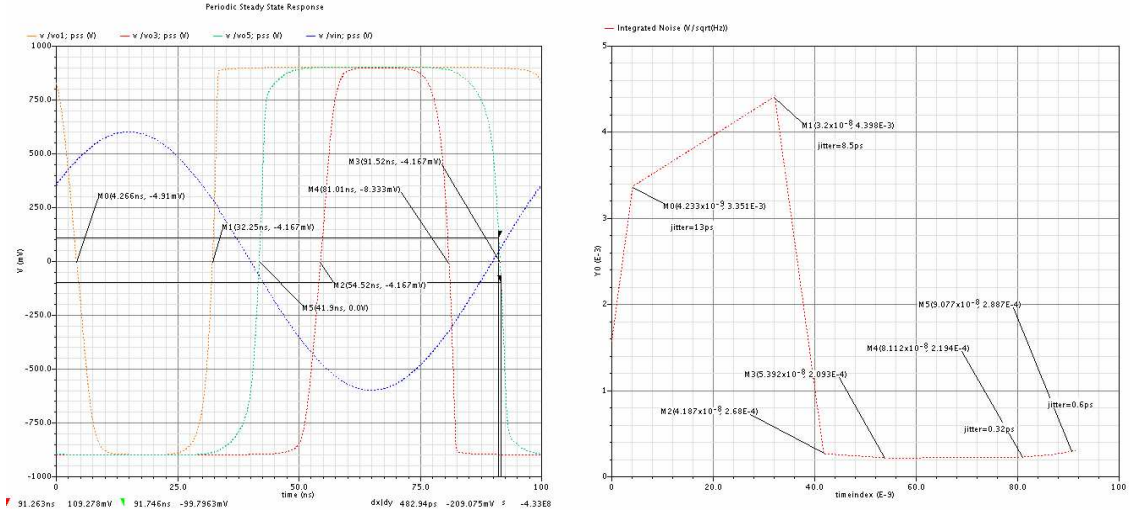 Periodic Steady State Response
v /vo1; pss (V) v /vo3; pss (V) v /vo5; pss (V) v /vin; pss (V)
1000
750.0
500.0
250.0
0
-250.0
-500.0
-750.0
-1000
V (mV)
M3(91.52ns, -4.167mV)
M4(81.01ns, -8.333mV)
M0(4.266ns, -4.91mV)
M1(32.25ns, -4.167mV)
M2(54.52ns, -4.167mV)
M5(41.9ns, 0.0V)
0 25.0 50.0 75.0 100
time (ns)
91.263ns 109.278mV 91.746ns -99.7963mV dx|dy 482.94ps -209.075mV s -4.33E8
Integrated Noise (V/sqrt(Hz))
5
4
3
2
1
0
Y0 (E-3)
M1(3.2x10-8, 4.398E-3)
jitter=8.5ps
M0(4.233x10-9, 3.351E-3)
jitter=13ps
M5(9.077x10-8, 2.887E-4)
M4(8.112x10-8, 2.194E-4)
M3(5.392x10-8, 2.093E-4)
M2(4.187x10-8, 2.68E-4)
jitter=0.6ps
jitter=0.32ps
0 20.0 40.0 60.0 80.0 100
timeindex (E-9)